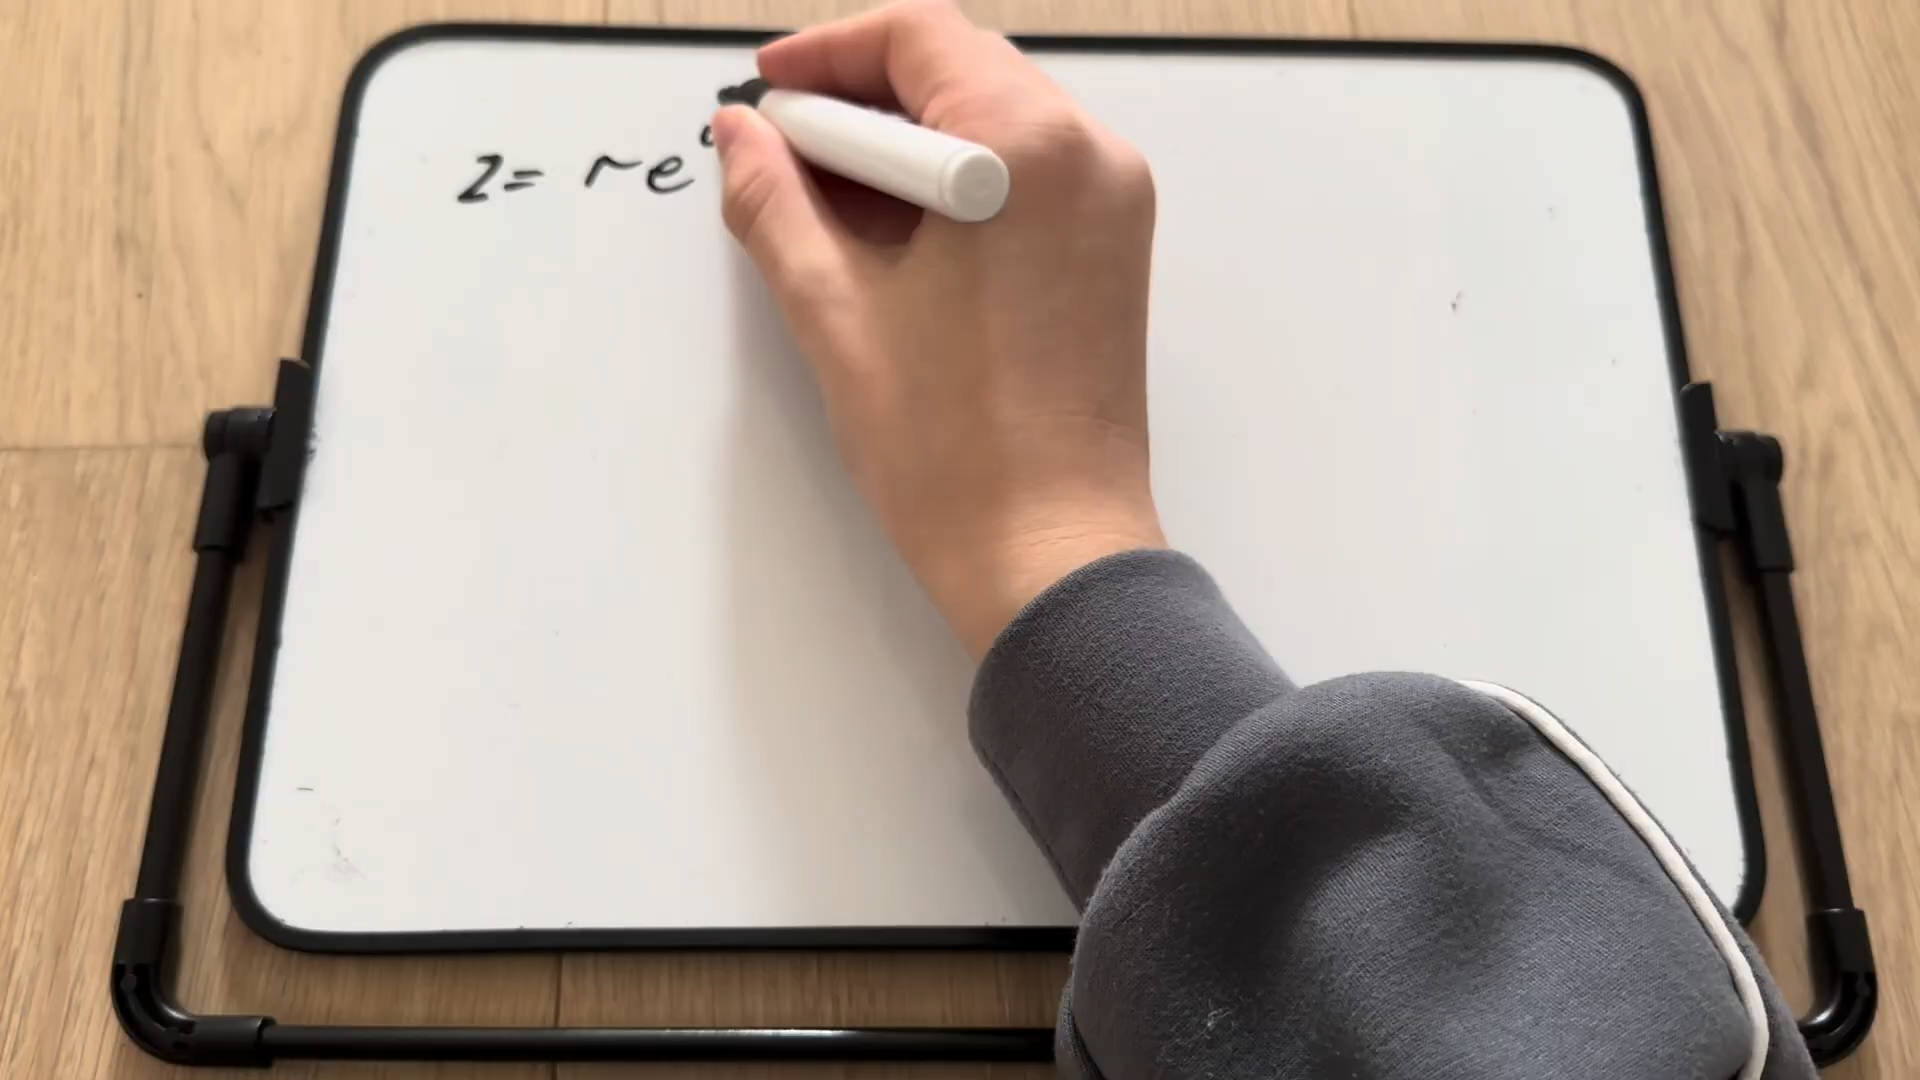 z = re